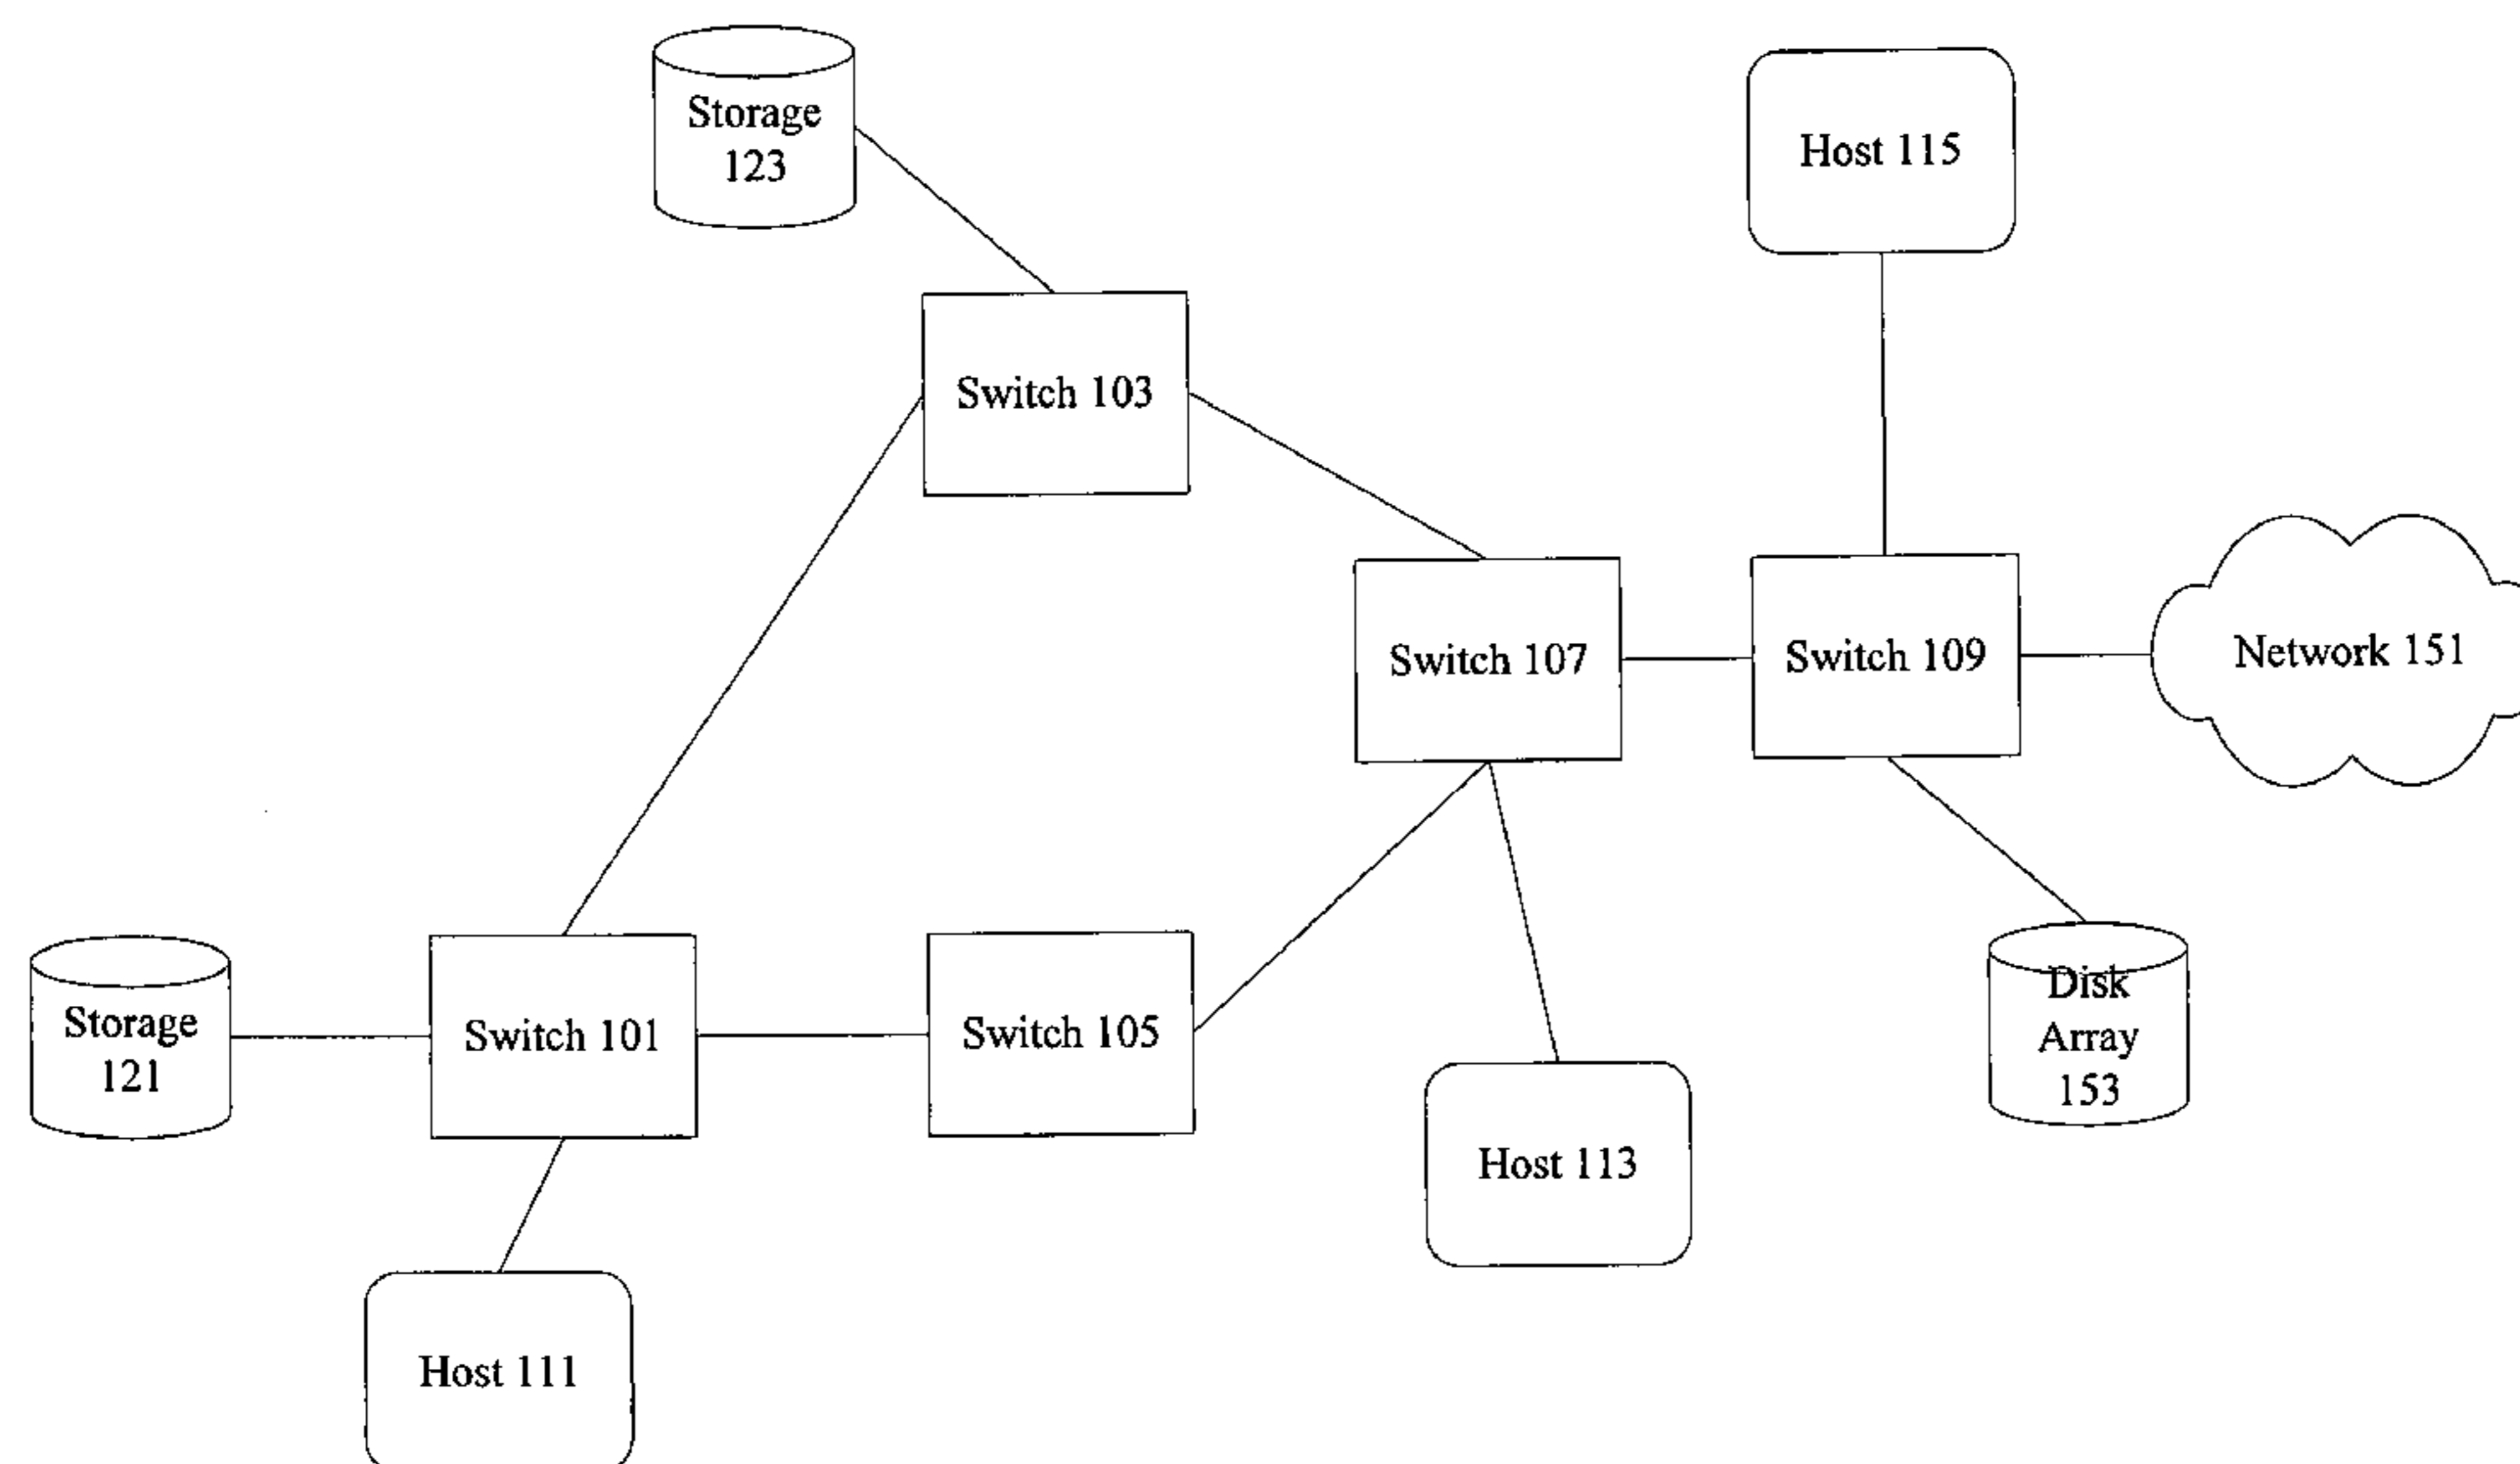 Storage
123
Host 115
Switch 103
Switch 107
Switch 109
Network 151
Storage
121
Switch 101
Switch 105
Disk
Array
153
Host 113
Host 111